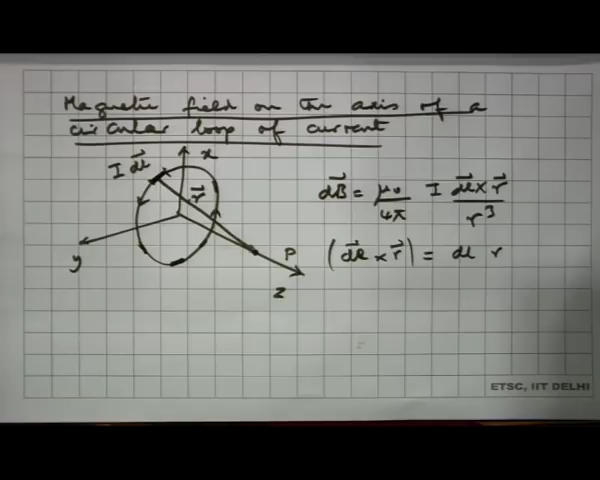 Magnetic field on the axis of a
circular loop of current
I d𝑙⃗
x
r⃗
y
P
z
dB⃗ = μ₀/4π I d𝑙⃗ × r⃗ / r³
(d𝑙⃗ × r⃗) = d𝑙 r
ETSC, IIT DELHI